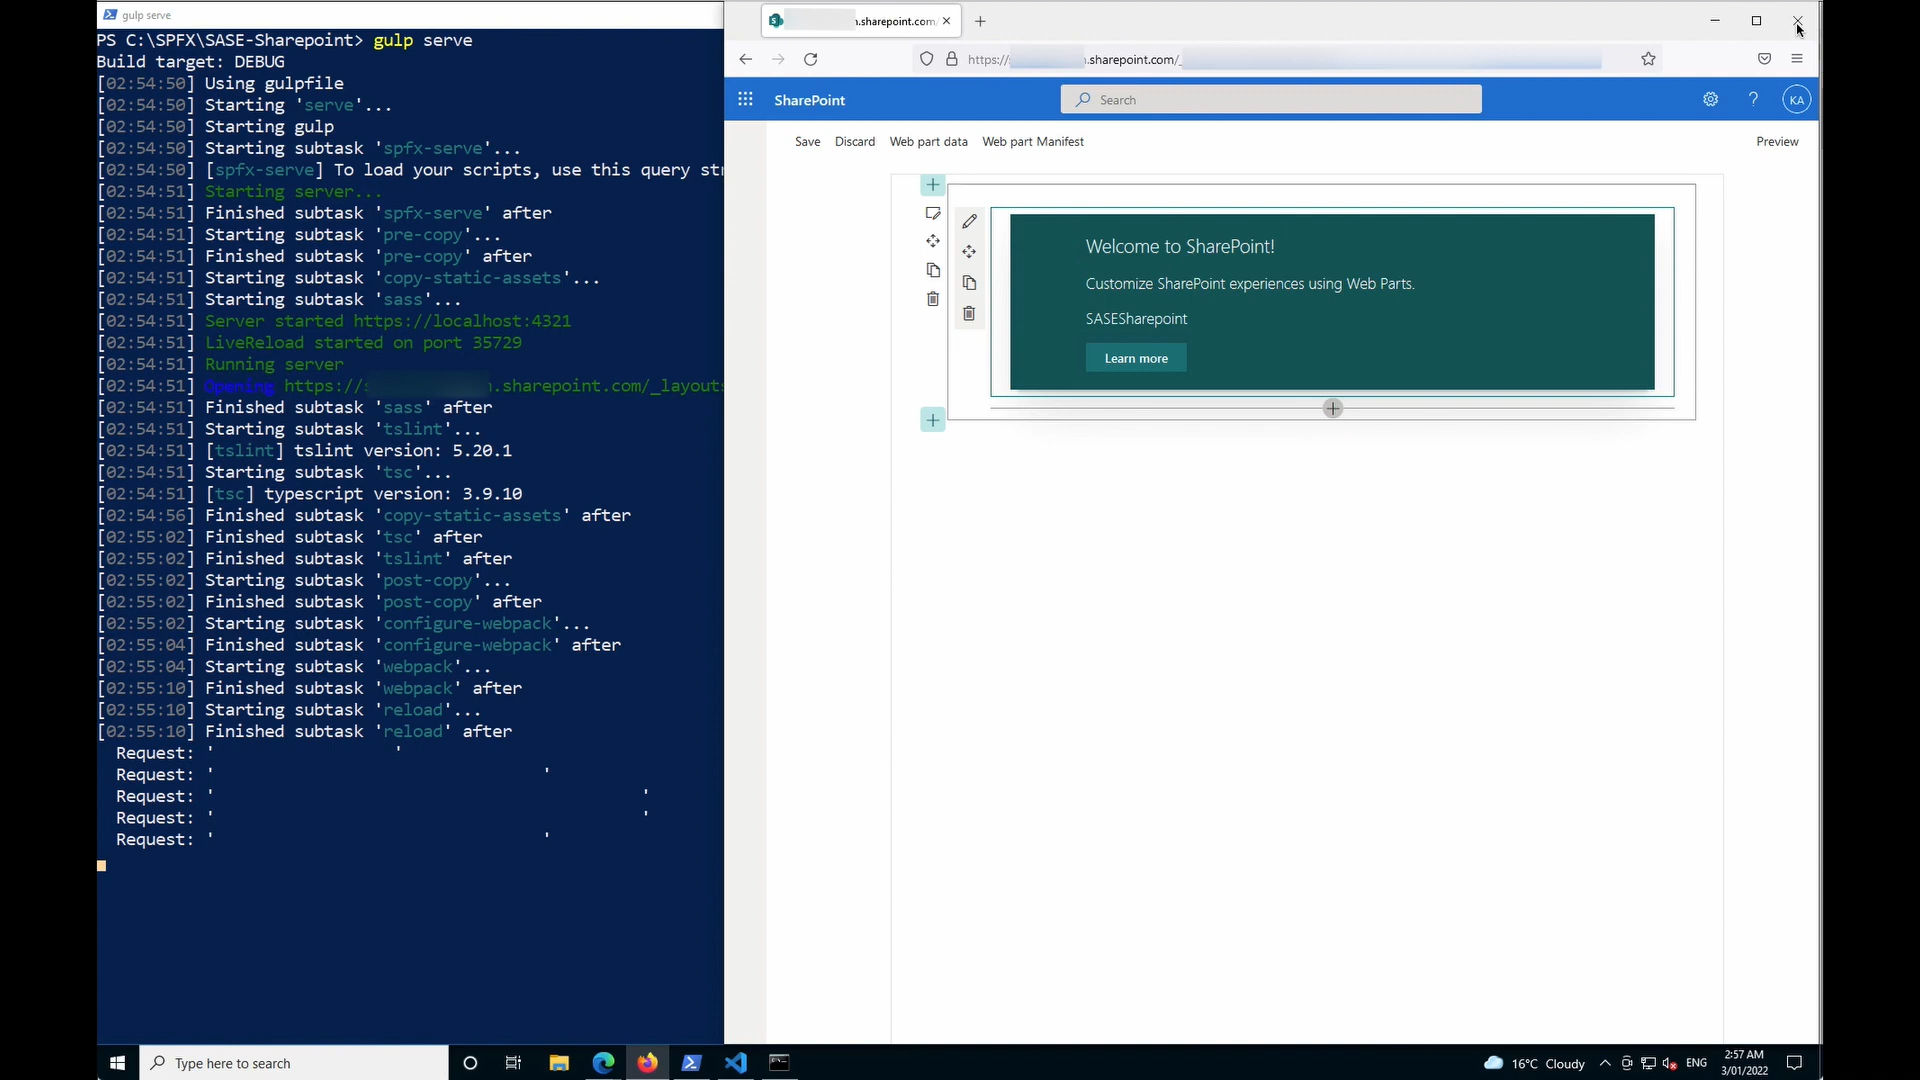 gulp serve
PS C:\SPFX\SASE-Sharepoint> gulp serve
Build target: DEBUG
[02:54:50] Using gulpfile
[02:54:50] Starting 'serve'...
[02:54:50] Starting gulp
[02:54:50] Starting subtask 'spfx-serve'...
[02:54:50] [spfx-serve] To load your scripts, use this query str
[02:54:51] Starting server...
[02:54:51] Finished subtask 'spfx-serve' after
[02:54:51] Starting subtask 'pre-copy'...
[02:54:51] Finished subtask 'pre-copy' after
[02:54:51] Starting subtask 'copy-static-assets'...
[02:54:51] Starting subtask 'sass'...
[02:54:51] Server started https://localhost:4321
[02:54:51] LiveReload started on port 35729
[02:54:51] Running server
[02:54:51] Opening https:// .sharepoint.com/_layouts
[02:54:51] Finished subtask 'sass' after
[02:54:51] Starting subtask 'tslint'...
[02:54:51] [tslint] tslint version: 5.20.1
[02:54:51] Starting subtask 'tsc'...
[02:54:51] [tsc] typescript version: 3.9.10
[02:54:56] Finished subtask 'copy-static-assets' after
[02:55:02] Finished subtask 'tsc' after
[02:55:02] Finished subtask 'tslint' after
[02:55:02] Starting subtask 'post-copy'...
[02:55:02] Finished subtask 'post-copy' after
[02:55:02] Starting subtask 'configure-webpack'...
[02:55:04] Finished subtask 'configure-webpack' after
[02:55:04] Starting subtask 'webpack'...
[02:55:10] Finished subtask 'webpack' after
[02:55:10] Starting subtask 'reload'...
[02:55:10] Finished subtask 'reload' after
Request: ' '
Request: ' '
Request: ' '
Request: ' '
Request: ' '
.sharepoint.com/
https:// .sharepoint.com/_
SharePoint
Search
KA
Save Discard Web part data Web part Manifest
Preview
Welcome to SharePoint!
Customize SharePoint experiences using Web Parts.
SASESharepoint
Learn more
Type here to search
16°C Cloudy
ENG
2:57 AM
3/01/2022